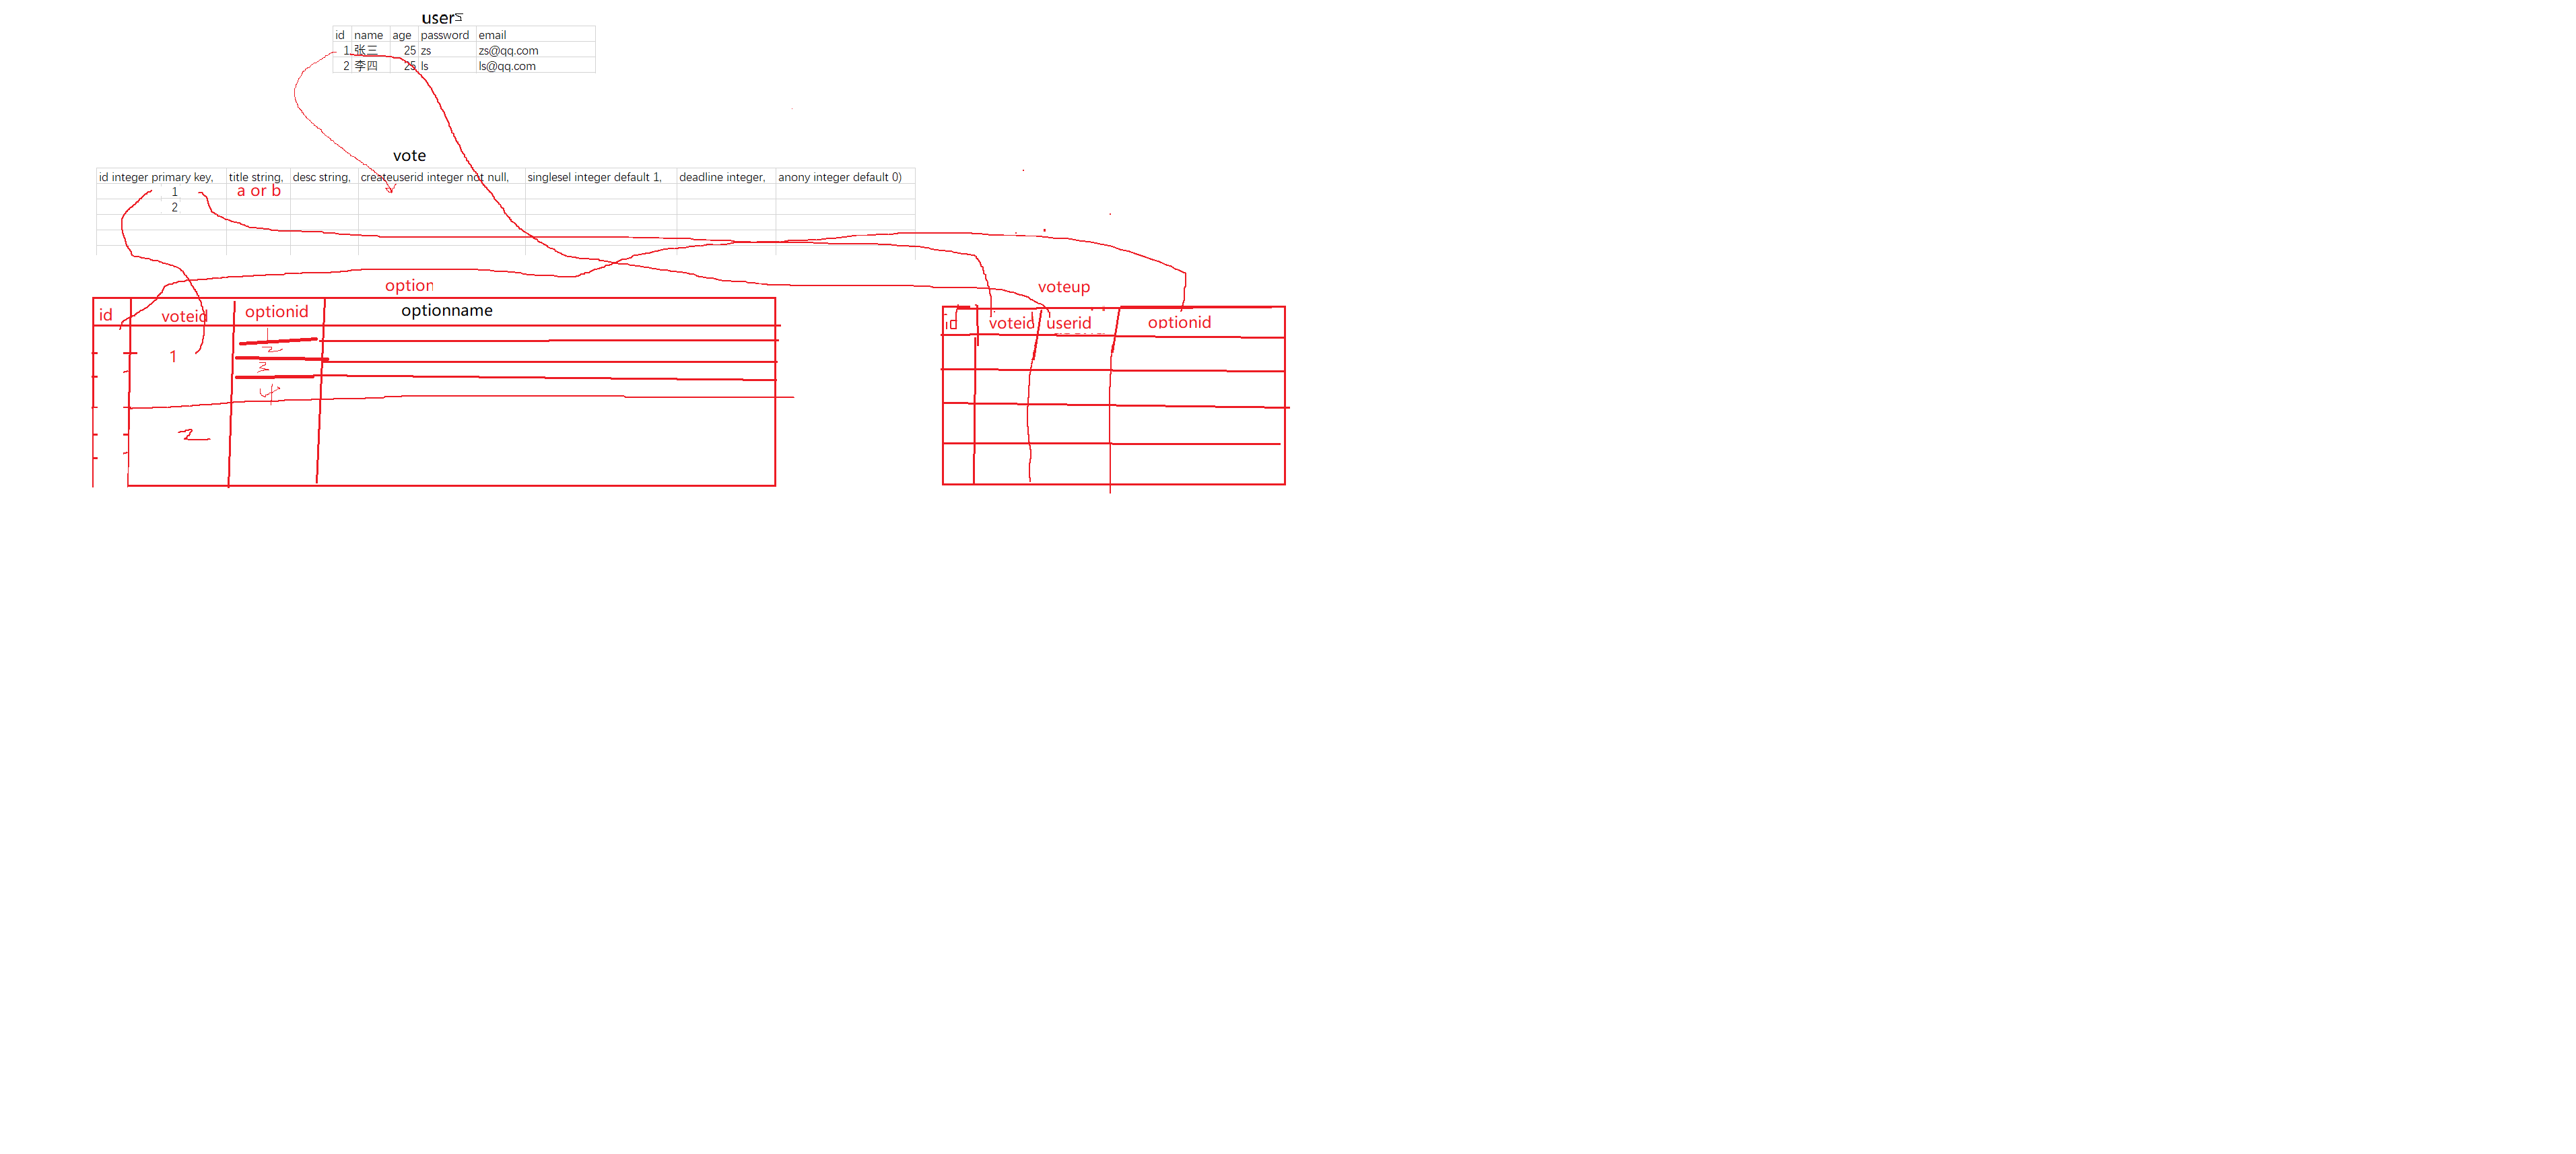 users
id name age password email
1 张三 25 zs zs@qq.com
2 李四 25 ls ls@qq.com
vote
id integer primary key, title string, desc string, createuserid integer not null, singlesel integer default 1, deadline integer, anony integer default 0)
1 a or b
2
option
id voteid optionid optionname
1
2
1
3
4
2
voteup
id voteid userid optionid